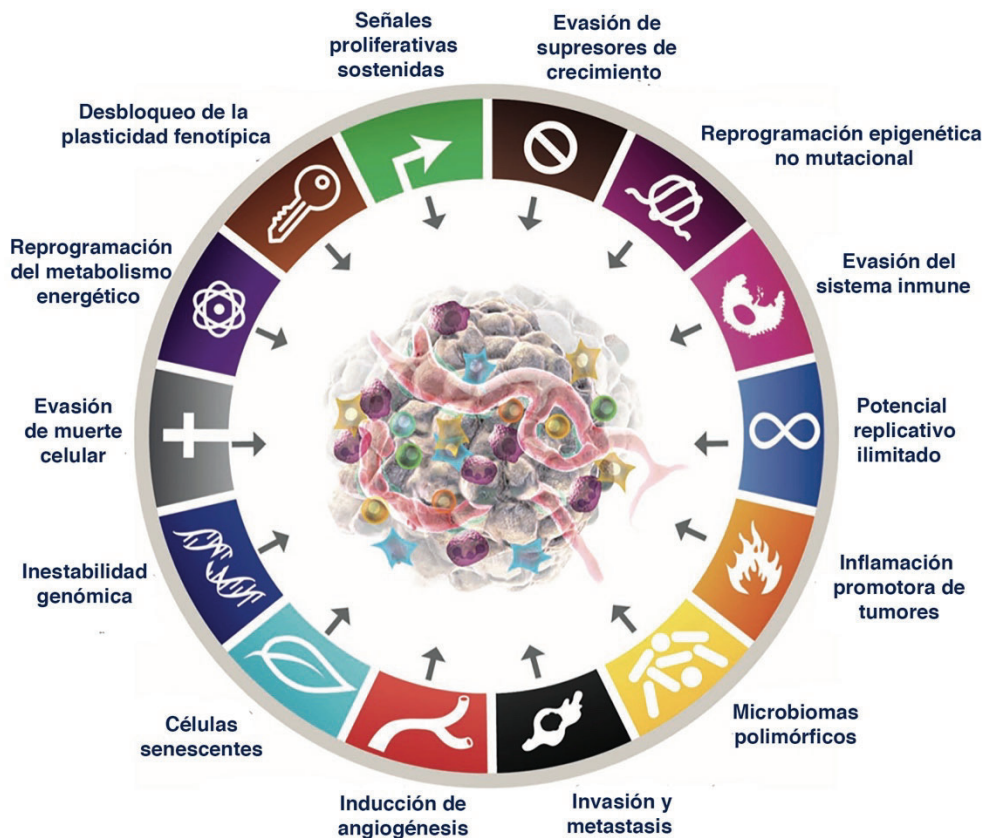 Señales
proliferativas
sostenidas
Evasión de
supresores de
crecimiento
Reprogramación epigenética
no mutacional
Evasión del
sistema inmune
Potencial
replicativo
ilimitado
Inflamación
promotora de
tumores
Microbiomas
polimórficos
Invasión y
metastasis
Inducción de
angiogénesis
Células
senescentes
Inestabilidad
genómica
Evasión
de muerte
celular
Reprogramación
del metabolismo
energético
Desbloqueo de la
plasticidad fenotípica